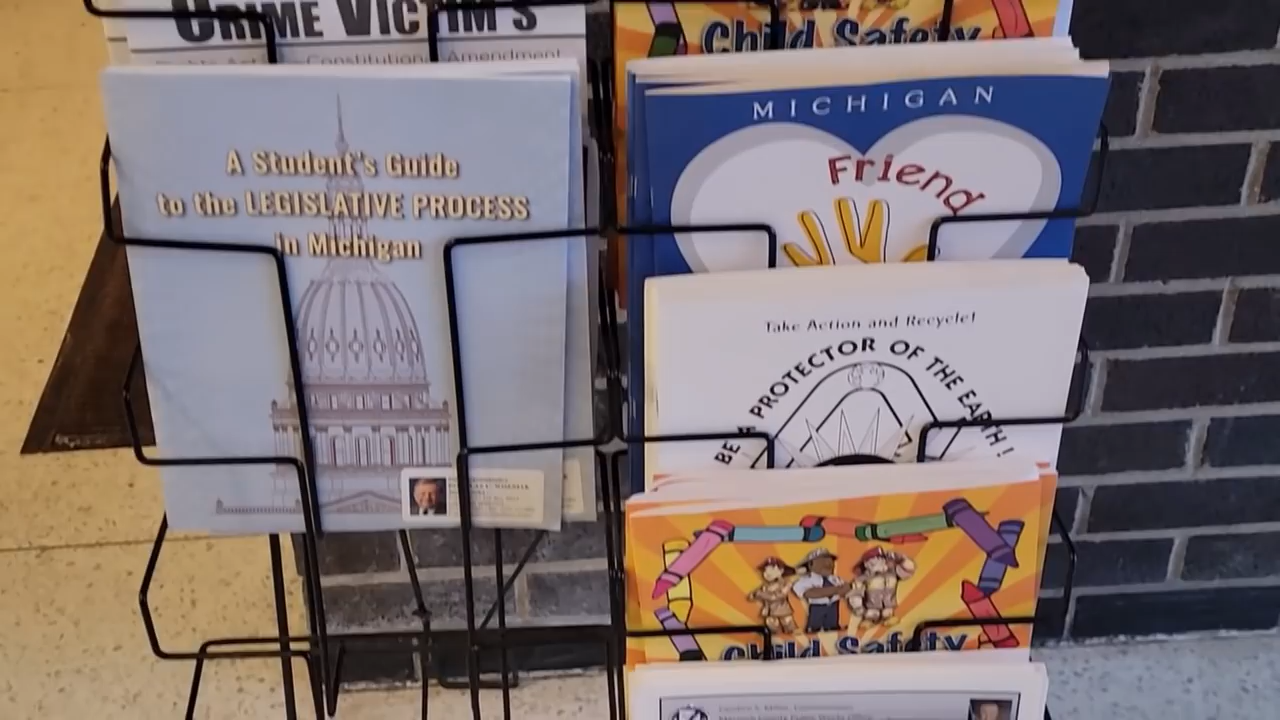 CRIME VICTIM'S
Constitutional Amendment
A Student's Guide
to the LEGISLATIVE PROCESS
in Michigan
Child Safety
MICHIGAN
Friend
Take Action and Recycle!
BE A PROTECTOR OF THE EARTH!
Child Safety